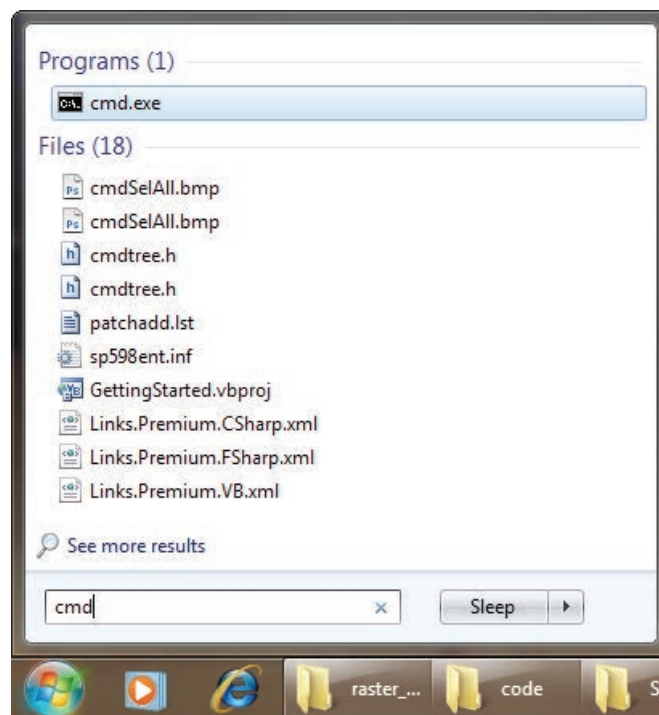 Programs (1)
cmd.exe
Files (18)
cmdSelAll.bmp
cmdSelAll.bmp
cmdtree.h
cmdtree.h
patchadd.lst
sp598ent.inf
GettingStarted.vbproj
Links.Premium.CSharp.xml
Links.Premium.FSharp.xml
Links.Premium.VB.xml
See more results
cmd
Sleep
raster_... code S